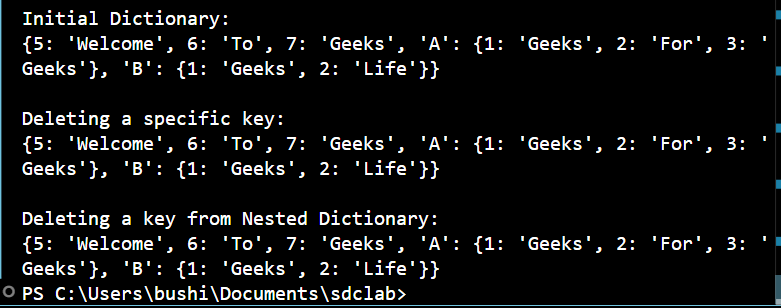 Initial Dictionary:
{5: 'Welcome', 6: 'To', 7: 'Geeks', 'A': {1: 'Geeks', 2: 'For', 3: '
Geeks'}, 'B': {1: 'Geeks', 2: 'Life'}}
Deleting a specific key:
{5: 'Welcome', 6: 'To', 7: 'Geeks', 'A': {1: 'Geeks', 2: 'For', 3: '
Geeks'}, 'B': {1: 'Geeks', 2: 'Life'}}
Deleting a key from Nested Dictionary:
{5: 'Welcome', 6: 'To', 7: 'Geeks', 'A': {1: 'Geeks', 2: 'For', 3: '
Geeks'}, 'B': {1: 'Geeks', 2: 'Life'}}
PS C:\Users\bushi\Documents\sdclab>